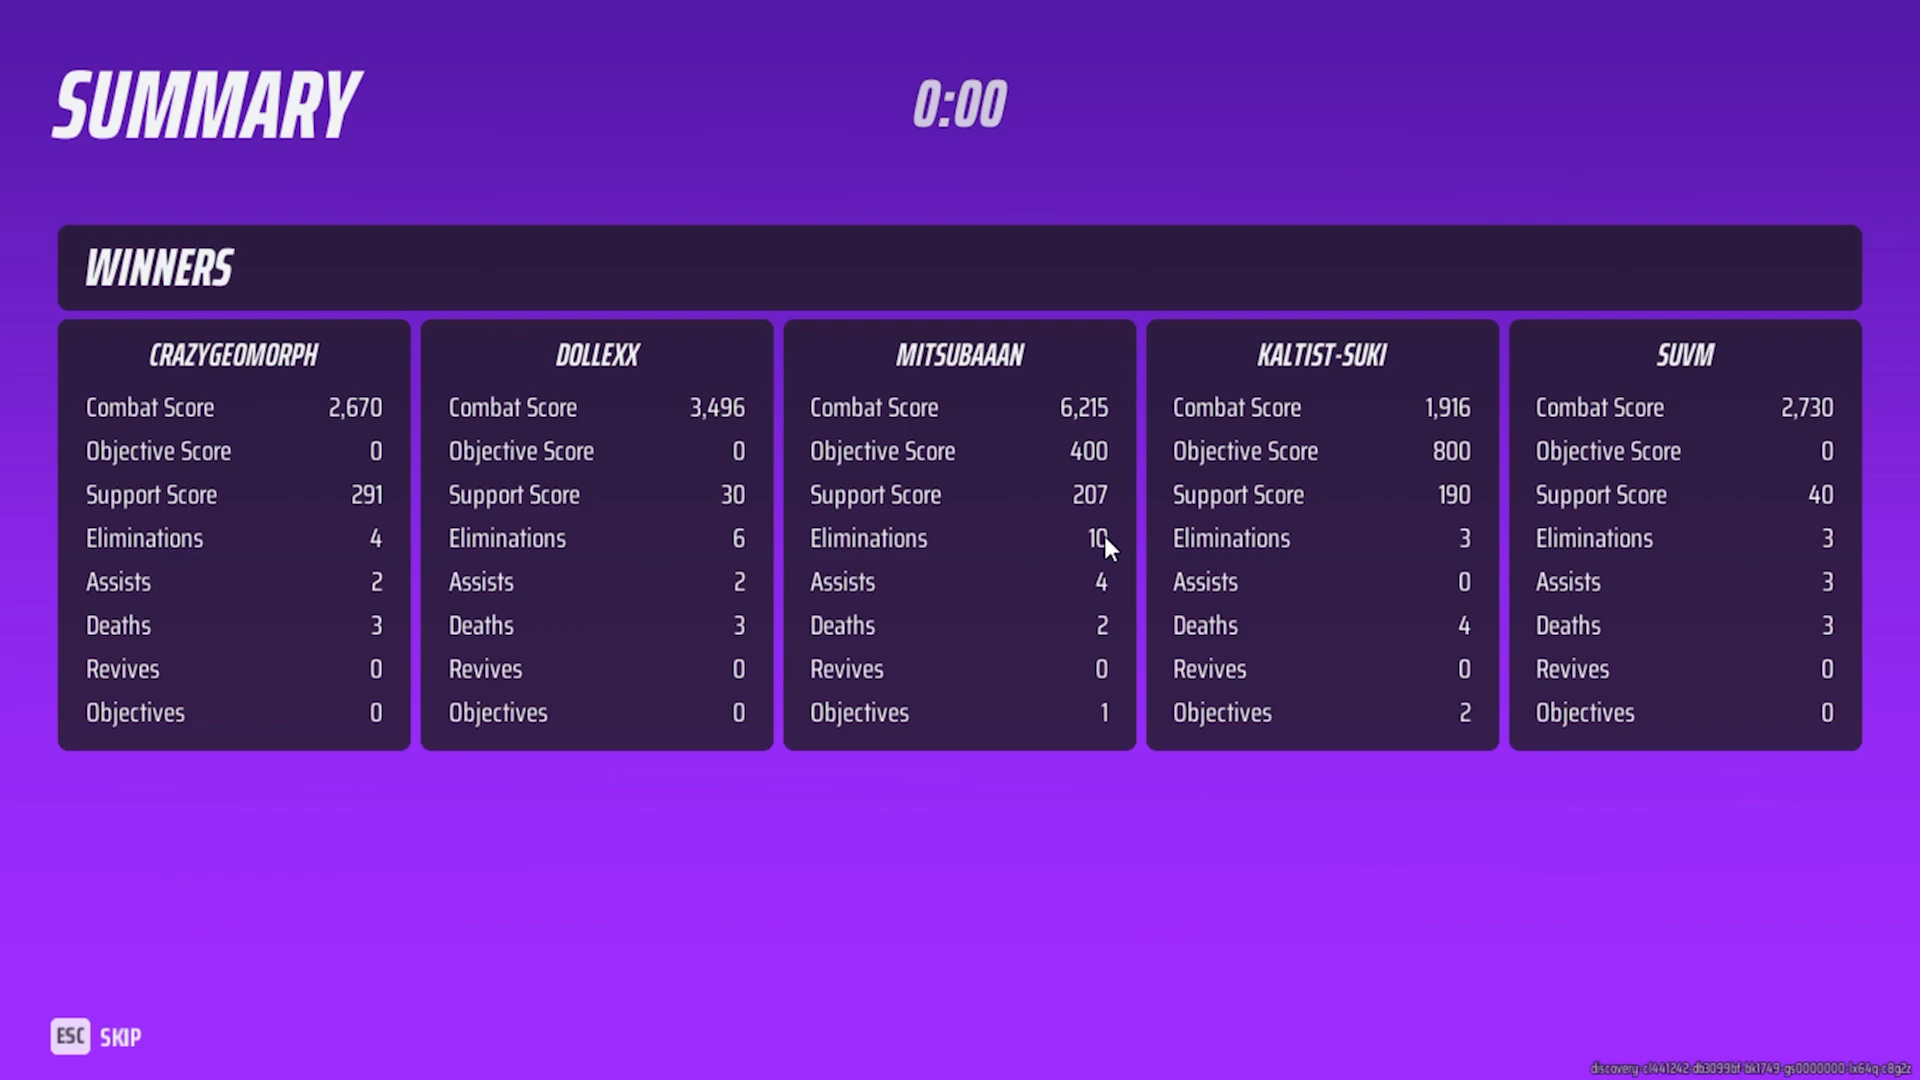 SUMMARY
0:00
WINNERS
CRAZYGEOMORPH
Combat Score 2,670
Objective Score 0
Support Score 291
Eliminations 4
Assists 2
Deaths 3
Revives 0
Objectives 0
DOLLEXX
Combat Score 3,496
Objective Score 0
Support Score 30
Eliminations 6
Assists 2
Deaths 3
Revives 0
Objectives 0
MITSUBAAAN
Combat Score 6,215
Objective Score 400
Support Score 207
Eliminations 10
Assists 4
Deaths 2
Revives 0
Objectives 1
KALTIST-SUKI
Combat Score 1,916
Objective Score 800
Support Score 190
Eliminations 3
Assists 0
Deaths 4
Revives 0
Objectives 2
SUVM
Combat Score 2,730
Objective Score 0
Support Score 40
Eliminations 3
Assists 3
Deaths 3
Revives 0
Objectives 0
ESC SKIP